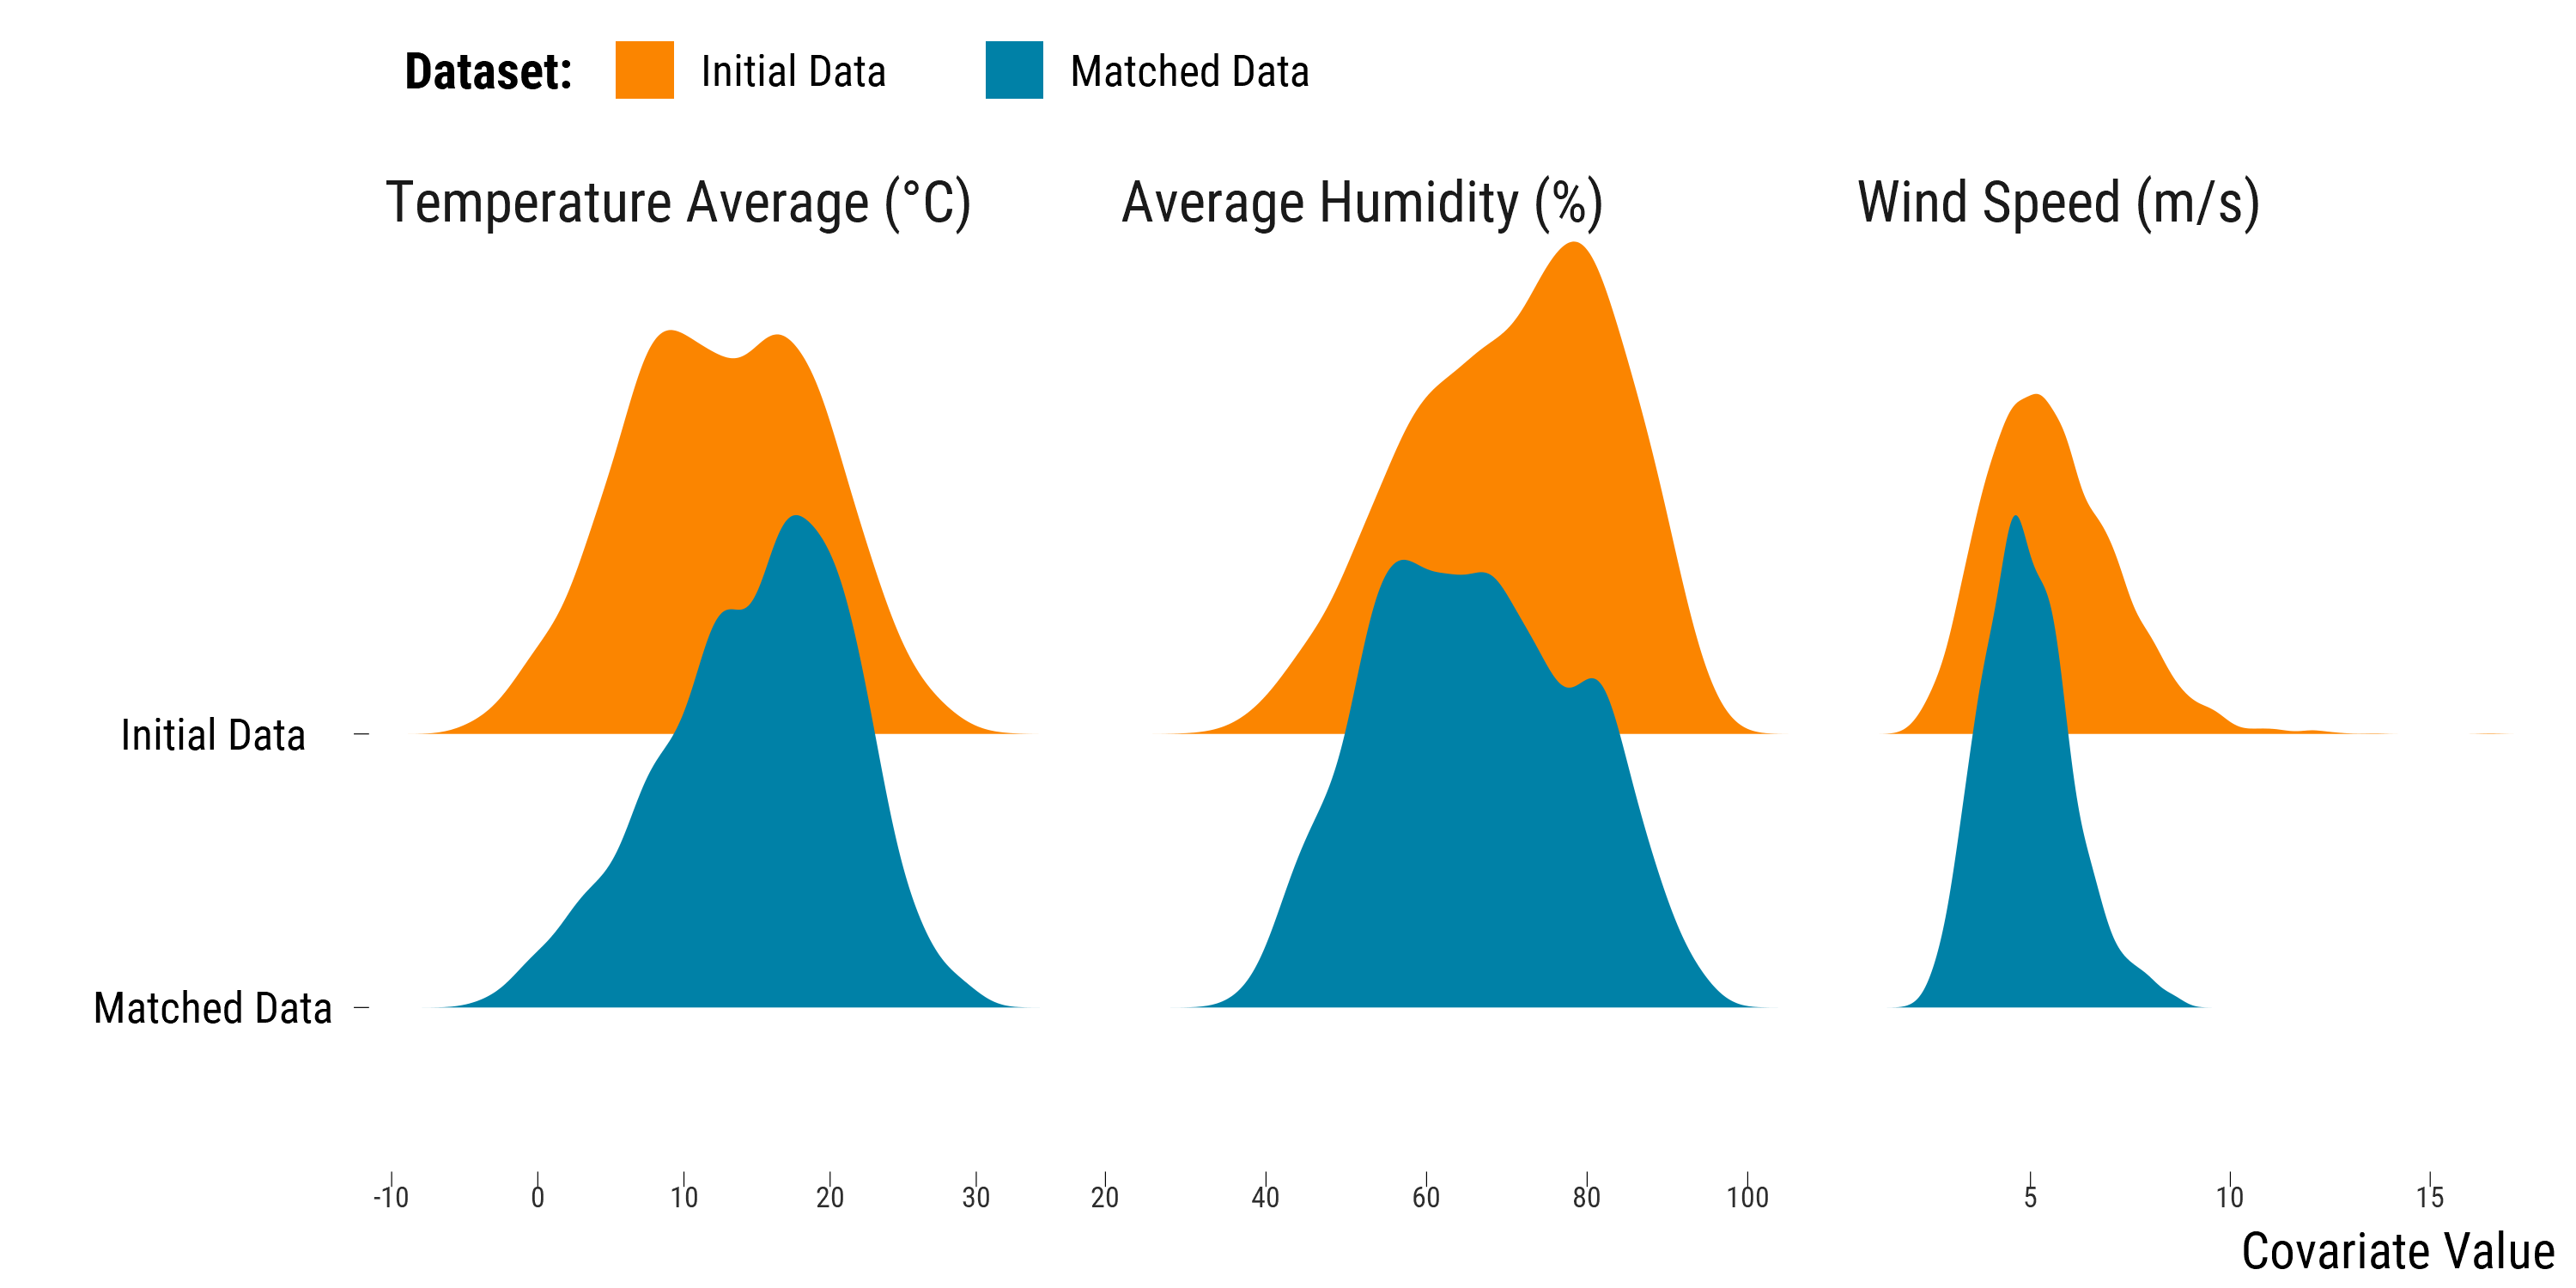 Dataset: Initial Data Matched Data
Temperature Average (°C) Average Humidity (%) Wind Speed (m/s)
Initial Data
Matched Data
-10 0 10 20 30 20 40 60 80 100 5 10 15
Covariate Value